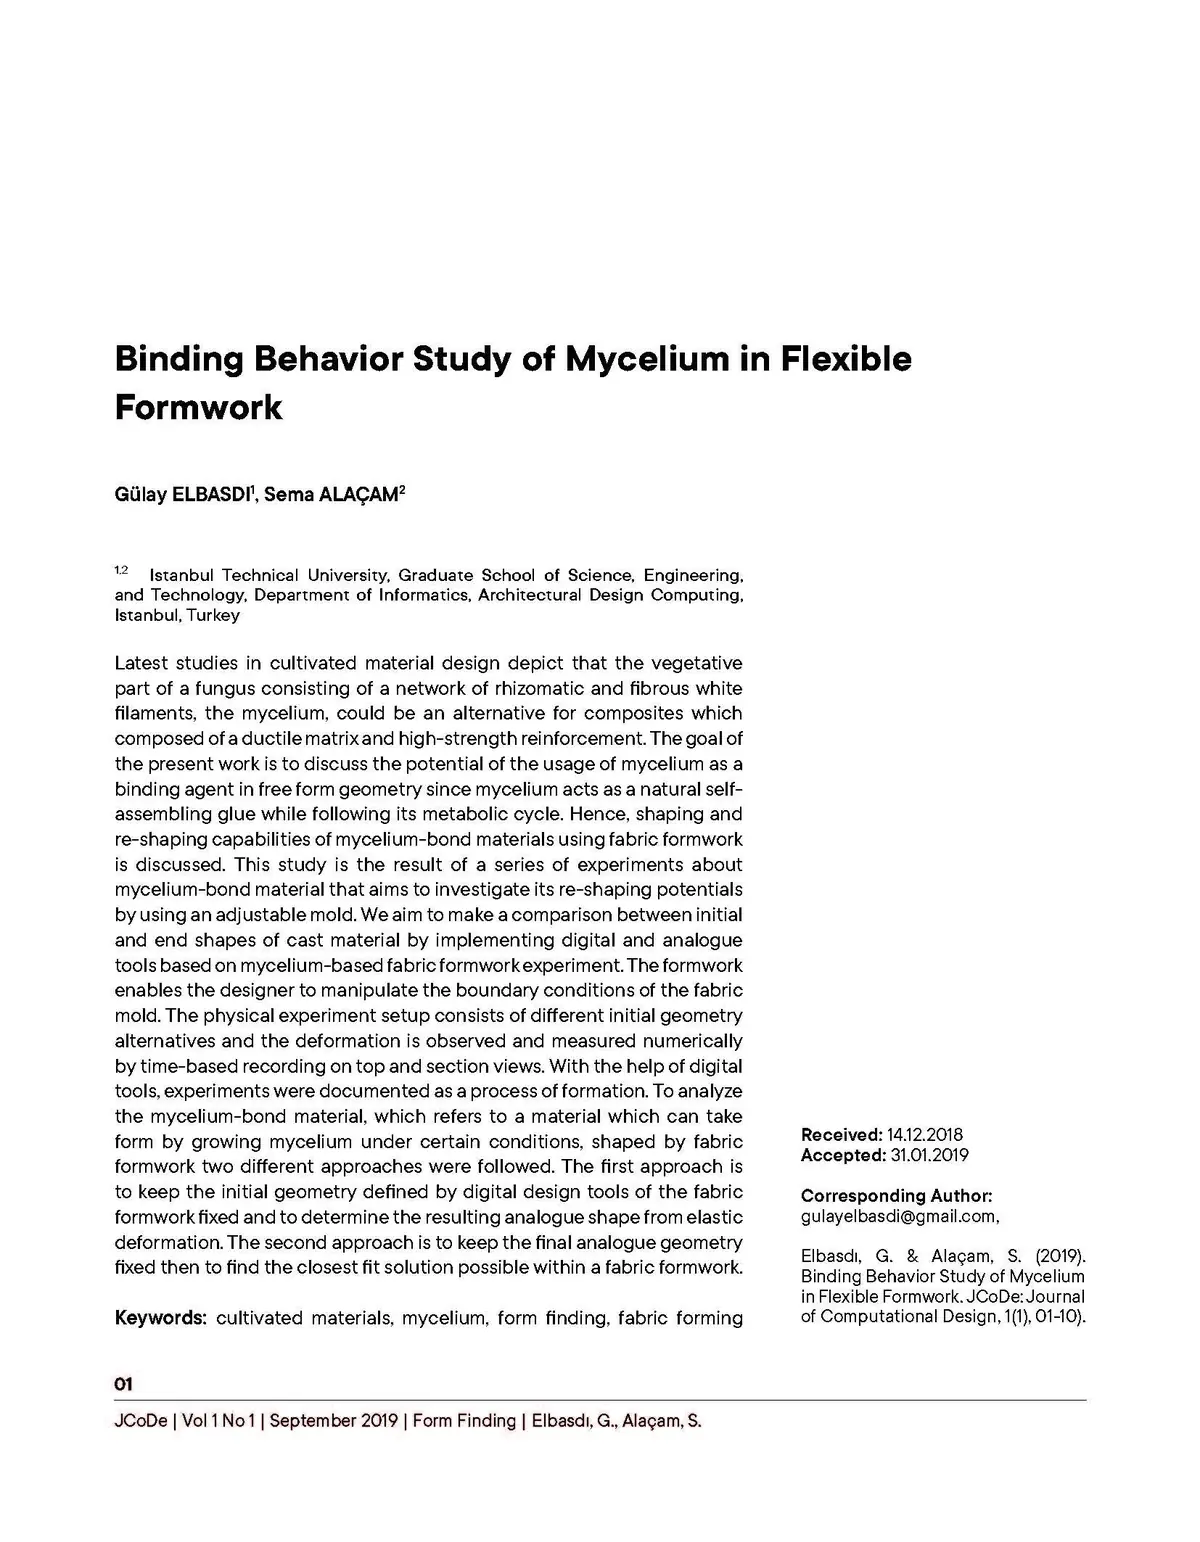 Binding Behavior Study of Mycelium in Flexible
Formwork
Gülay ELBASDI¹, Sema ALAÇAM²
1,2 Istanbul Technical University, Graduate School of Science, Engineering,
and Technology, Department of Informatics, Architectural Design Computing,
Istanbul, Turkey
Latest studies in cultivated material design depict that the vegetative
part of a fungus consisting of a network of rhizomatic and fibrous white
filaments, the mycelium, could be an alternative for composites which
composed of a ductile matrix and high-strength reinforcement. The goal of
the present work is to discuss the potential of the usage of mycelium as a
binding agent in free form geometry since mycelium acts as a natural self-
assembling glue while following its metabolic cycle. Hence, shaping and
re-shaping capabilities of mycelium-bond materials using fabric formwork
is discussed. This study is the result of a series of experiments about
mycelium-bond material that aims to investigate its re-shaping potentials
by using an adjustable mold. We aim to make a comparison between initial
and end shapes of cast material by implementing digital and analogue
tools based on mycelium-based fabric formwork experiment. The formwork
enables the designer to manipulate the boundary conditions of the fabric
mold. The physical experiment setup consists of different initial geometry
alternatives and the deformation is observed and measured numerically
by time-based recording on top and section views. With the help of digital
tools, experiments were documented as a process of formation. To analyze
the mycelium-bond material, which refers to a material which can take
form by growing mycelium under certain conditions, shaped by fabric
formwork two different approaches were followed. The first approach is
to keep the initial geometry defined by digital design tools of the fabric
formwork fixed and to determine the resulting analogue shape from elastic
deformation. The second approach is to keep the final analogue geometry
fixed then to find the closest fit solution possible within a fabric formwork.
Keywords: cultivated materials, mycelium, form finding, fabric forming
Received: 14.12.2018
Accepted: 31.01.2019
Corresponding Author:
gulayelbasdi@gmail.com,
Elbasdı, G. & Alaçam, S. (2019).
Binding Behavior Study of Mycelium
in Flexible Formwork. JCoDe: Journal
of Computational Design, 1(1), 01-10).
01
JCoDe | Vol 1 No 1 | September 2019 | Form Finding | Elbasdı, G., Alaçam, S.